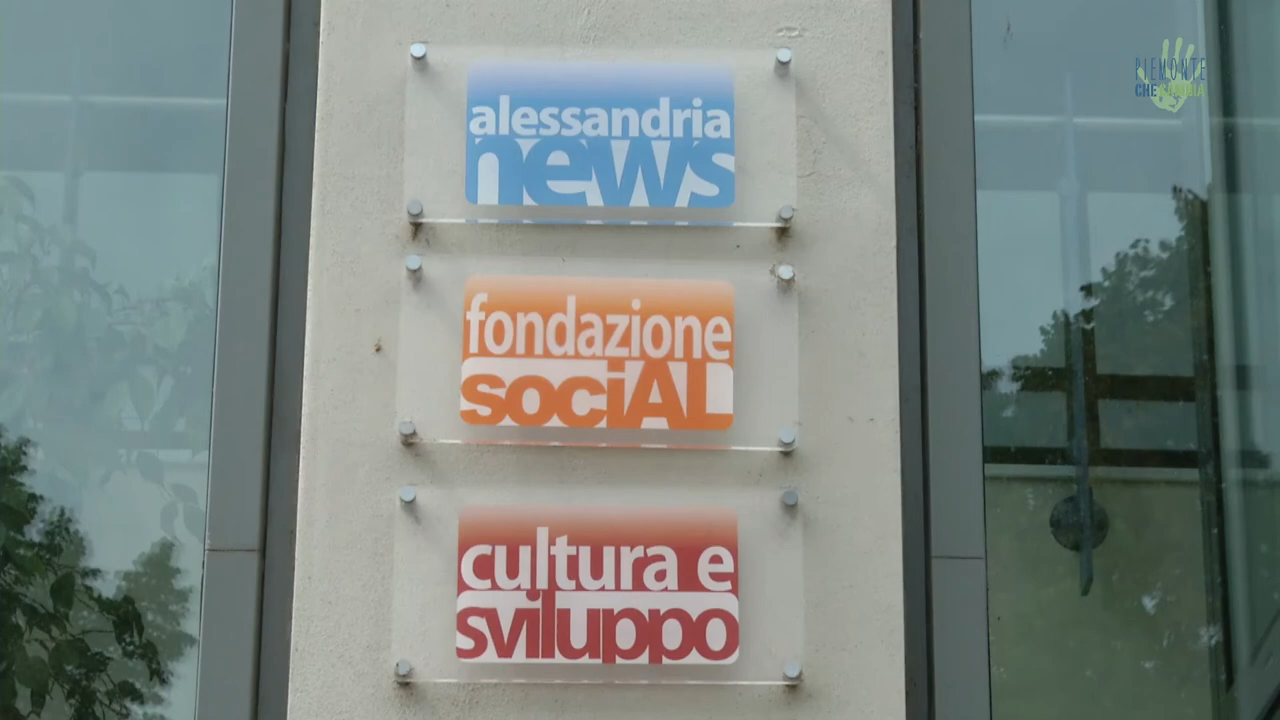 PIEMONTE
CHE CAMBIA
alessandria
news
fondazione
sociAL
cultura e
sviluppo